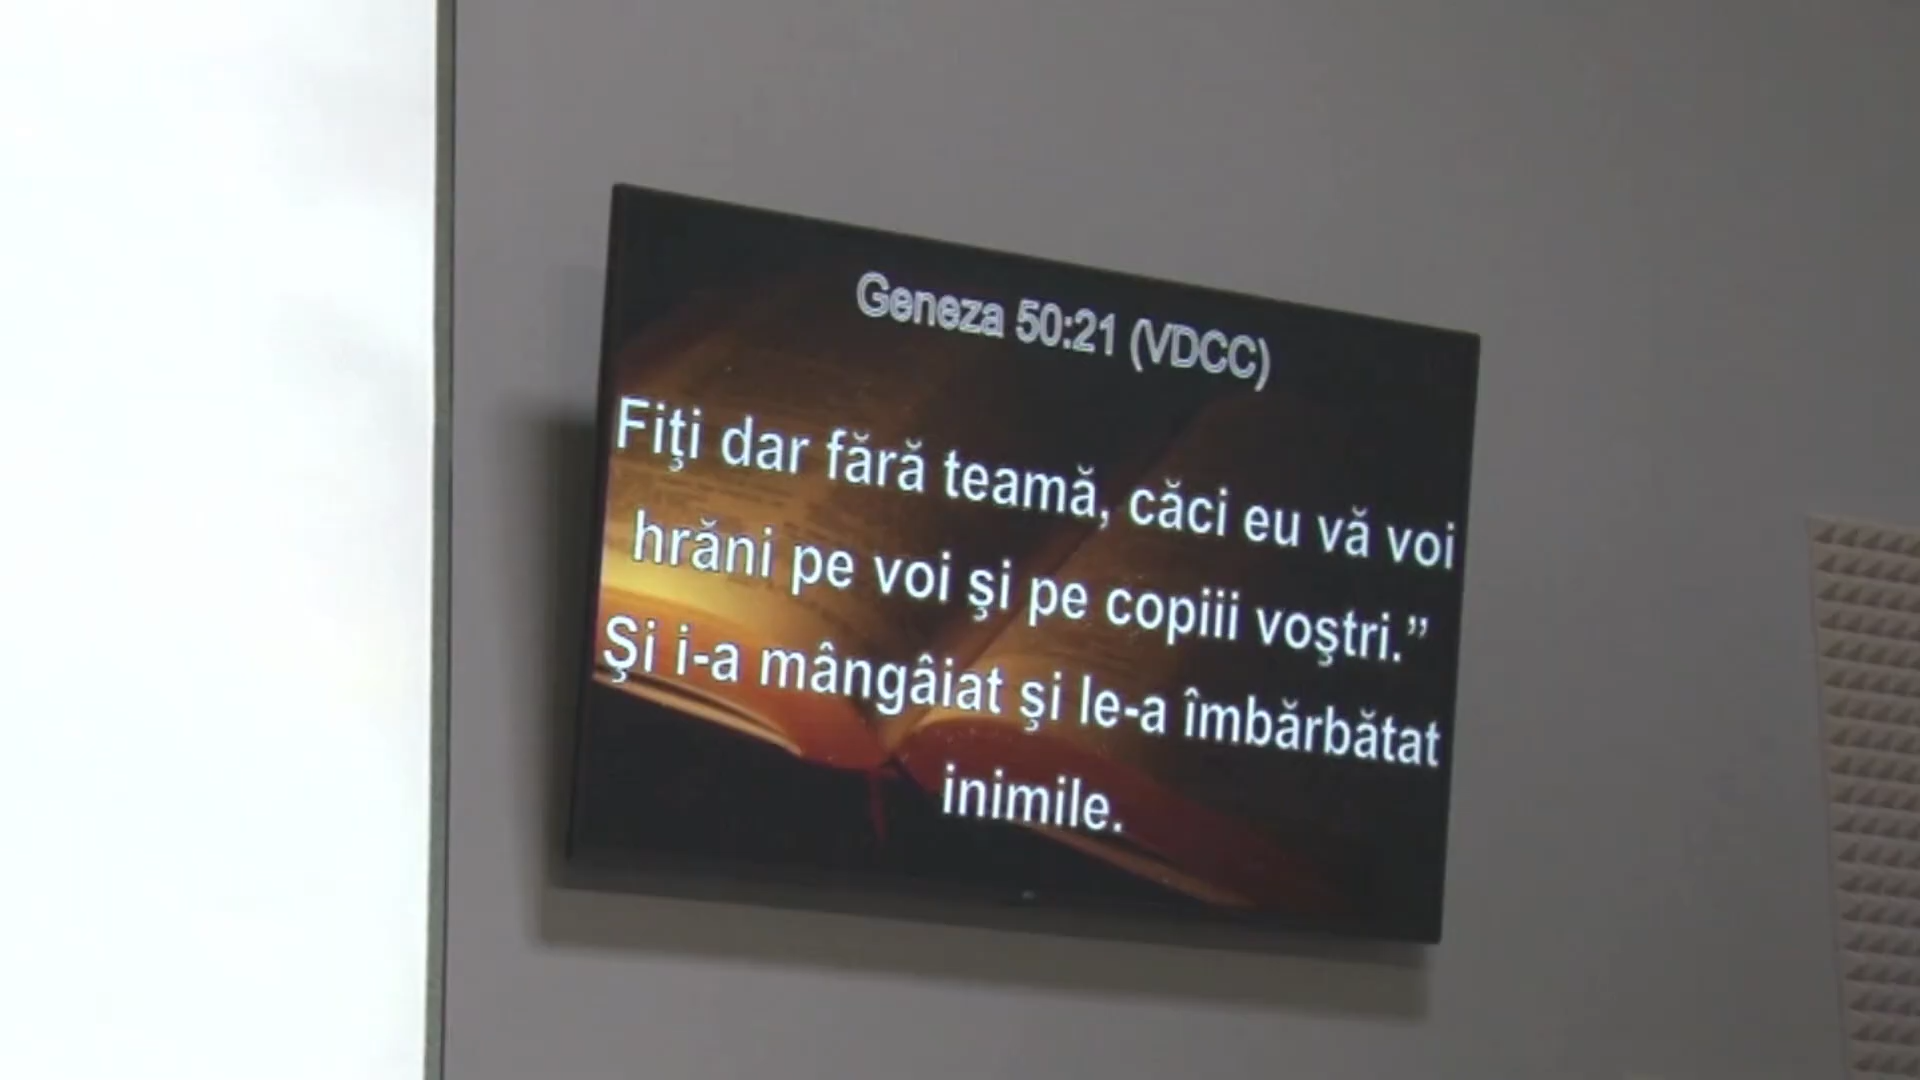 Geneza 50:21 (VDCC)
Fiţi dar fără teamă, căci eu vă voi
hrăni pe voi şi pe copiii voştri.”
Şi i-a mângâiat şi le-a îmbărbătat
inimile.